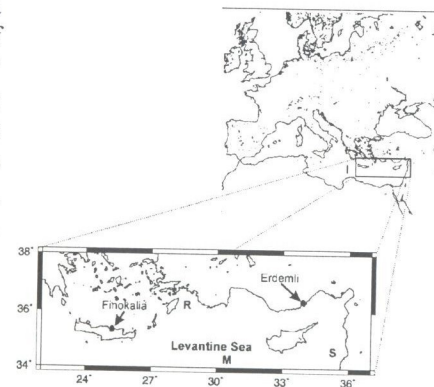 I
38°
Erdemli
Finokalia
R
36°
Levantine Sea
M
S
34°
24°
27°
30°
33°
36°